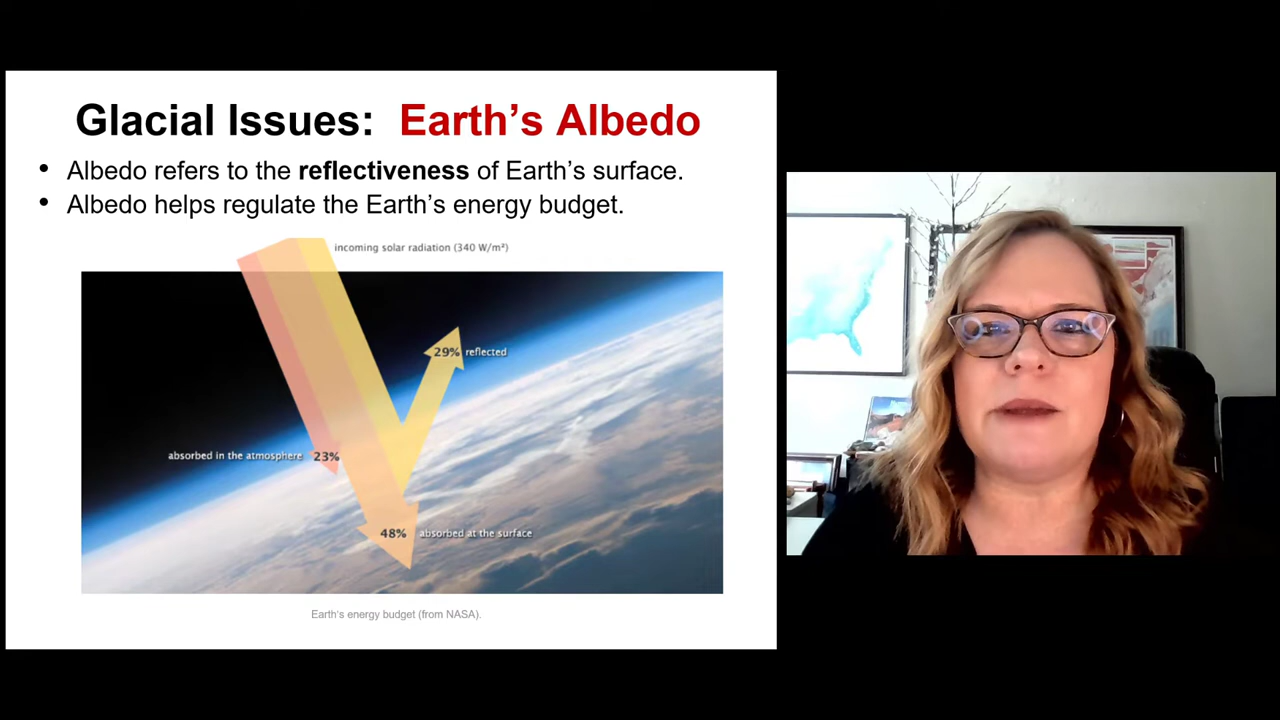 Glacial Issues: Earth’s Albedo
• Albedo refers to the reflectiveness of Earth’s surface.
• Albedo helps regulate the Earth’s energy budget.
incoming solar radiation (340 W/m²)
29% reflected
absorbed in the atmosphere 23%
48% absorbed at the surface
Earth’s energy budget (from NASA).